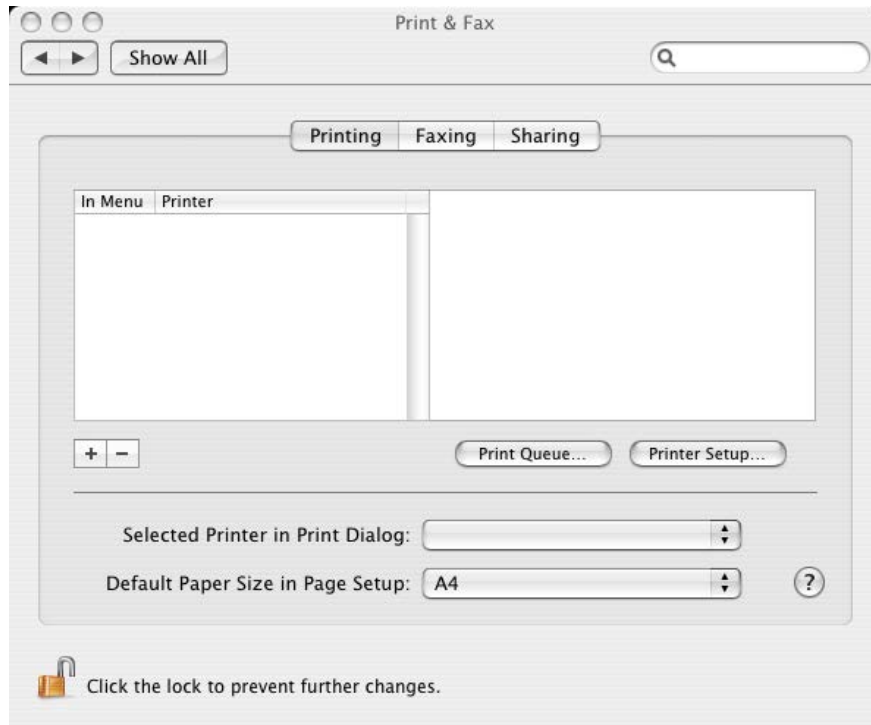 Print & Fax
Show All
Printing Faxing Sharing
In Menu Printer
+ −
Print Queue... Printer Setup...
Selected Printer in Print Dialog:
Default Paper Size in Page Setup: A4 ?
Click the lock to prevent further changes.